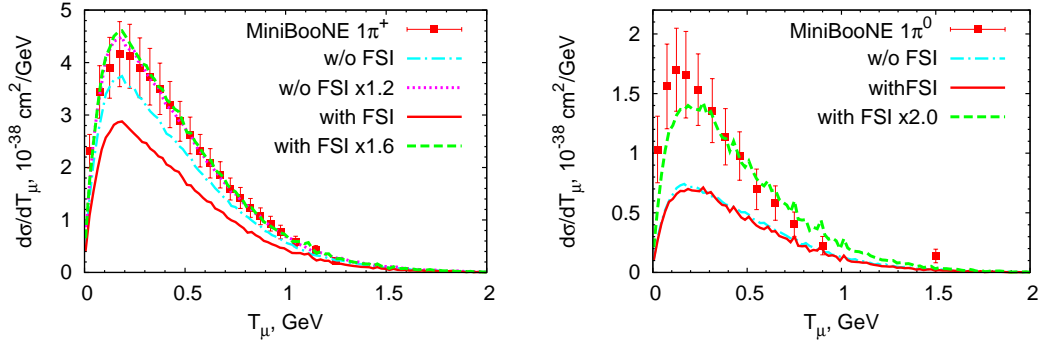 MiniBooNE 1π⁺
w/o FSI
w/o FSI x1.2
with FSI
with FSI x1.6
dσ/dTμ, 10⁻³⁸ cm²/GeV
5
4
3
2
1
0
0 0.5 1 1.5 2
Tμ, GeV
MiniBooNE 1π⁰
w/o FSI
withFSI
with FSI x2.0
dσ/dTμ, 10⁻³⁸ cm²/GeV
2
1.5
1
0.5
0
0 0.5 1 1.5 2
Tμ, GeV